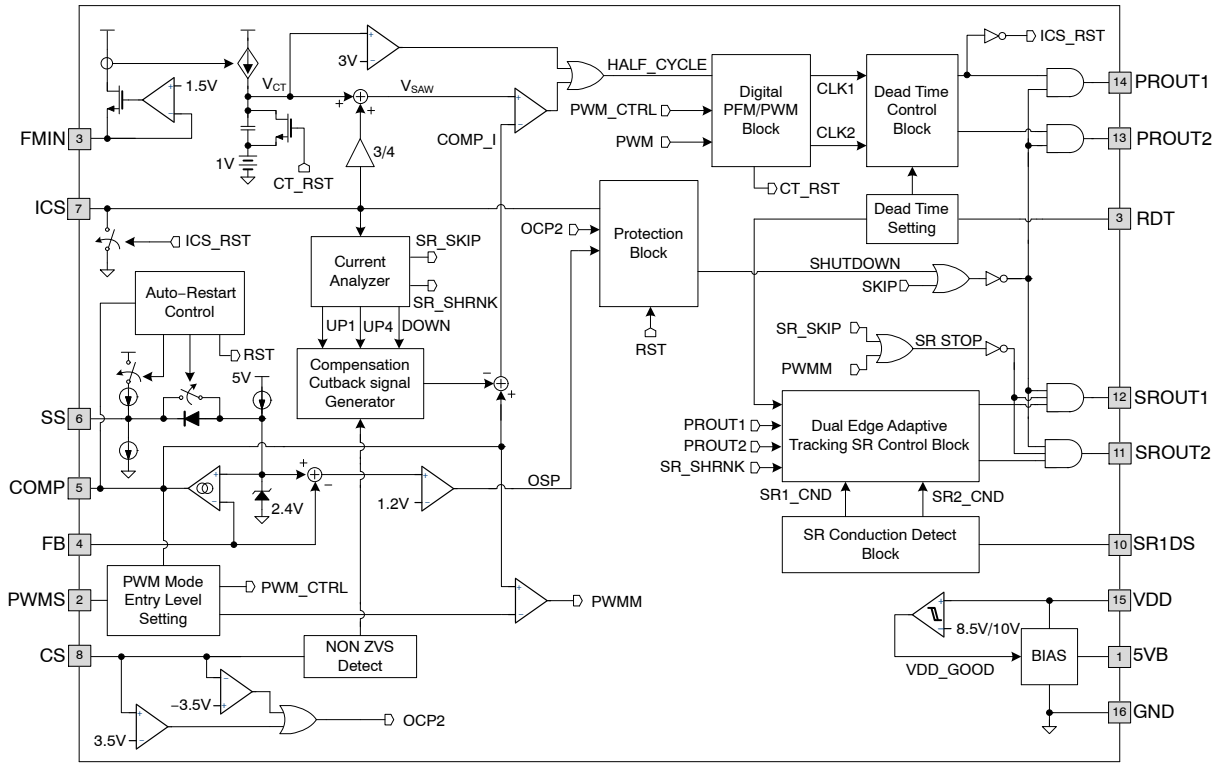 ICS_RST
1.5V
3V
VCT
VSAW
HALF_CYCLE
Digital
PFM/PWM
Block
CLK1
CLK2
Dead Time
Control
Block
14 PROUT1
13 PROUT2
FMIN 3
1V
CT_RST
3/4
COMP_I
PWM_CTRL
PWM
CT_RST
ICS 7
ICS_RST
OCP2
Protection
Block
RST
Dead Time
Setting
3 RDT
Current
Analyzer
SR_SKIP
SR_SHRNK
UP1
UP4
DOWN
SHUTDOWN
SKIP
Auto−Restart
Control
RST
5V
Compensation
Cutback signal
Generator
SR_SKIP
PWMM
SR STOP
SS 6
PROUT1
PROUT2
SR_SHRNK
Dual Edge Adaptive
Tracking SR Control Block
12 SROUT1
11 SROUT2
COMP 5
2.4V
1.2V
OSP
SR1_CND
SR2_CND
FB 4
SR Conduction Detect
Block
10 SR1DS
PWMS 2
PWM Mode
Entry Level
Setting
PWM_CTRL
PWMM
15 VDD
8.5V/10V
CS 8
NON ZVS
Detect
VDD_GOOD
BIAS
1 5VB
−3.5V
3.5V
OCP2
16 GND